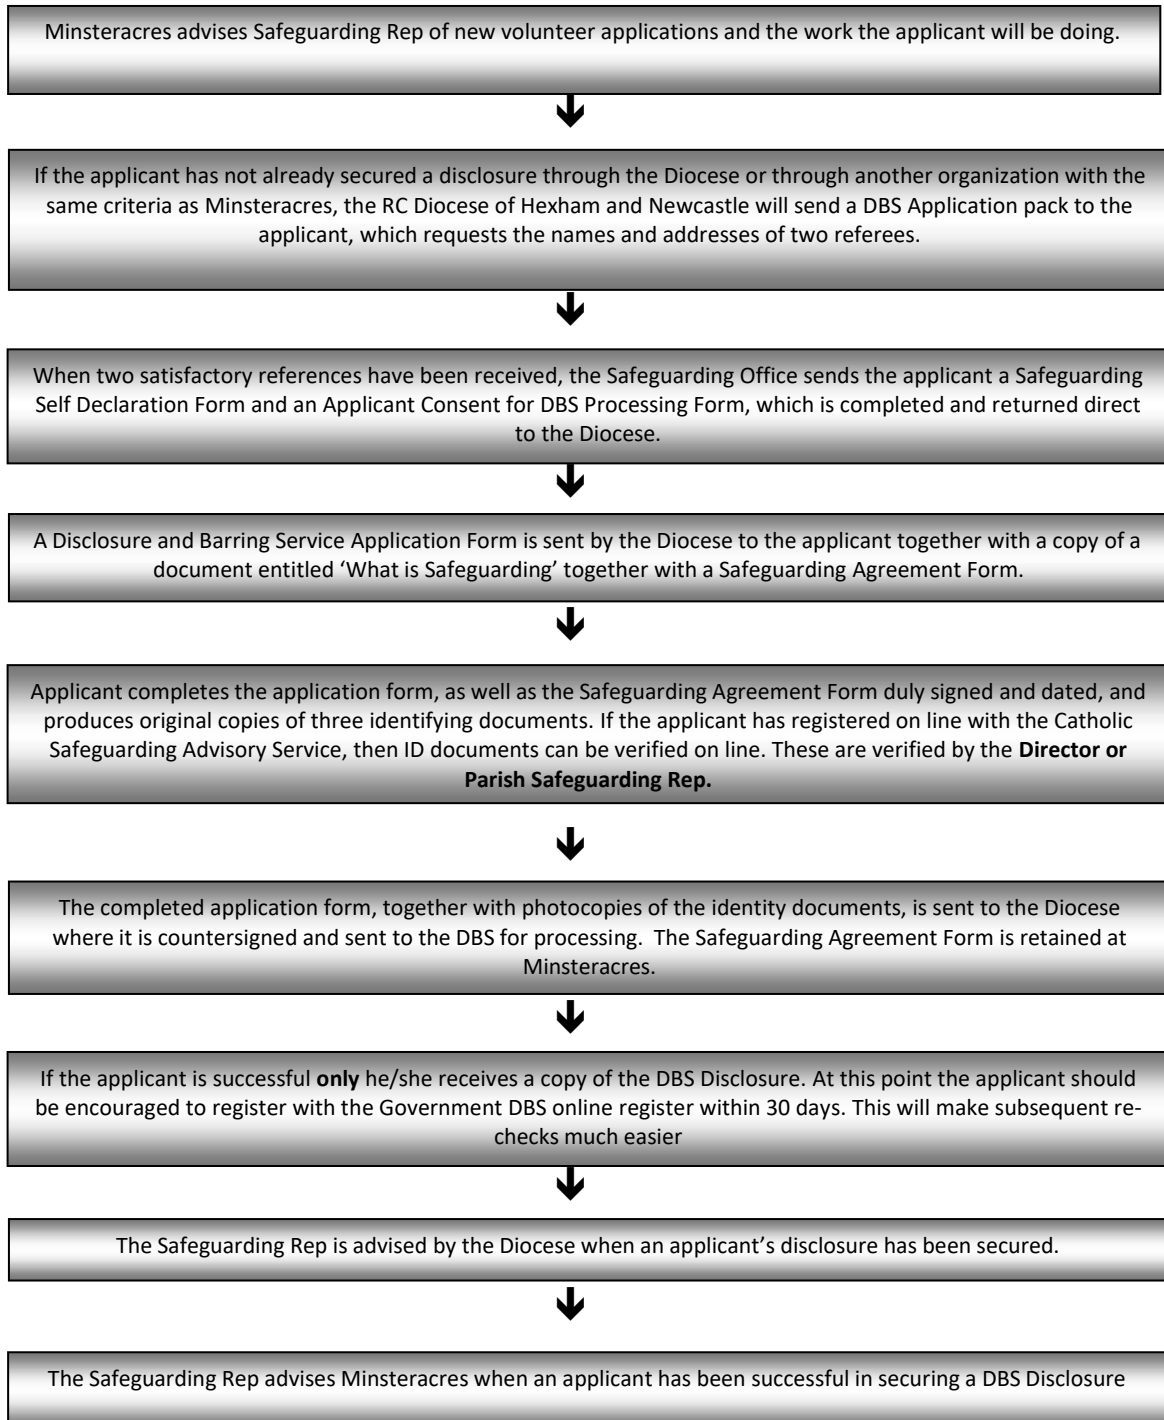 Minsteracres advises Safeguarding Rep of new volunteer applications and the work the applicant will be doing.
If the applicant has not already secured a disclosure through the Diocese or through another organization with the
same criteria as Minsteracres, the RC Diocese of Hexham and Newcastle will send a DBS Application pack to the
applicant, which requests the names and addresses of two referees.
When two satisfactory references have been received, the Safeguarding Office sends the applicant a Safeguarding
Self Declaration Form and an Applicant Consent for DBS Processing Form, which is completed and returned direct
to the Diocese.
A Disclosure and Barring Service Application Form is sent by the Diocese to the applicant together with a copy of a
document entitled ‘What is Safeguarding’ together with a Safeguarding Agreement Form.
Applicant completes the application form, as well as the Safeguarding Agreement Form duly signed and dated, and
produces original copies of three identifying documents. If the applicant has registered on line with the Catholic
Safeguarding Advisory Service, then ID documents can be verified on line. These are verified by the Director or
Parish Safeguarding Rep.
The completed application form, together with photocopies of the identity documents, is sent to the Diocese
where it is countersigned and sent to the DBS for processing.  The Safeguarding Agreement Form is retained at
Minsteracres.
If the applicant is successful only he/she receives a copy of the DBS Disclosure. At this point the applicant should
be encouraged to register with the Government DBS online register within 30 days. This will make subsequent re-
checks much easier
The Safeguarding Rep is advised by the Diocese when an applicant’s disclosure has been secured.
The Safeguarding Rep advises Minsteracres when an applicant has been successful in securing a DBS Disclosure